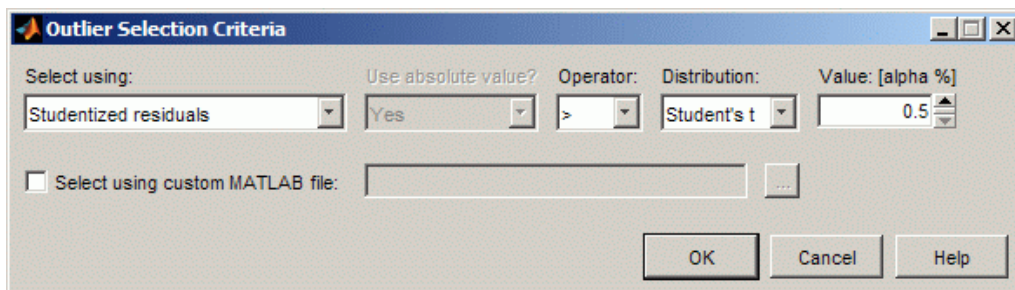 Outlier Selection Criteria
Select using: Use absolute value? Operator: Distribution: Value: [alpha %]
Studentized residuals Yes > Student's t 0.5
Select using custom MATLAB file: ...
OK Cancel Help